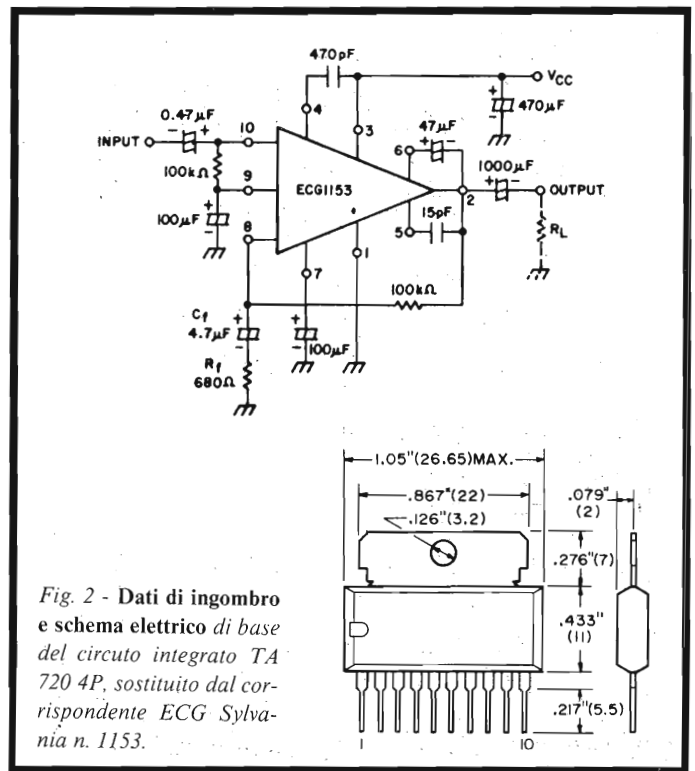 470pF
VCC
4
+
470µF
0.47µF
- +
3
47µF
INPUT
10
6
+ -
1000µF
100kΩ
9
ECG1153
+ -
OUTPUT
2
+
100µF
-
15pF
8
5
RL
7
1
100kΩ
Cf
+
4.7µF
-
+
100µF
-
Rf
680Ω
1.05"(26.65)MAX.
.867"(22)
.079"
(2)
.126"(3.2)
.276"(7)
.433"
(11)
.217"(5.5)
1
10
Fig. 2 - Dati di ingombro
e schema elettrico di base
del circuto integrato TA
720 4P, sostituito dal cor-
rispondente ECG Sylva-
nia n. 1153.